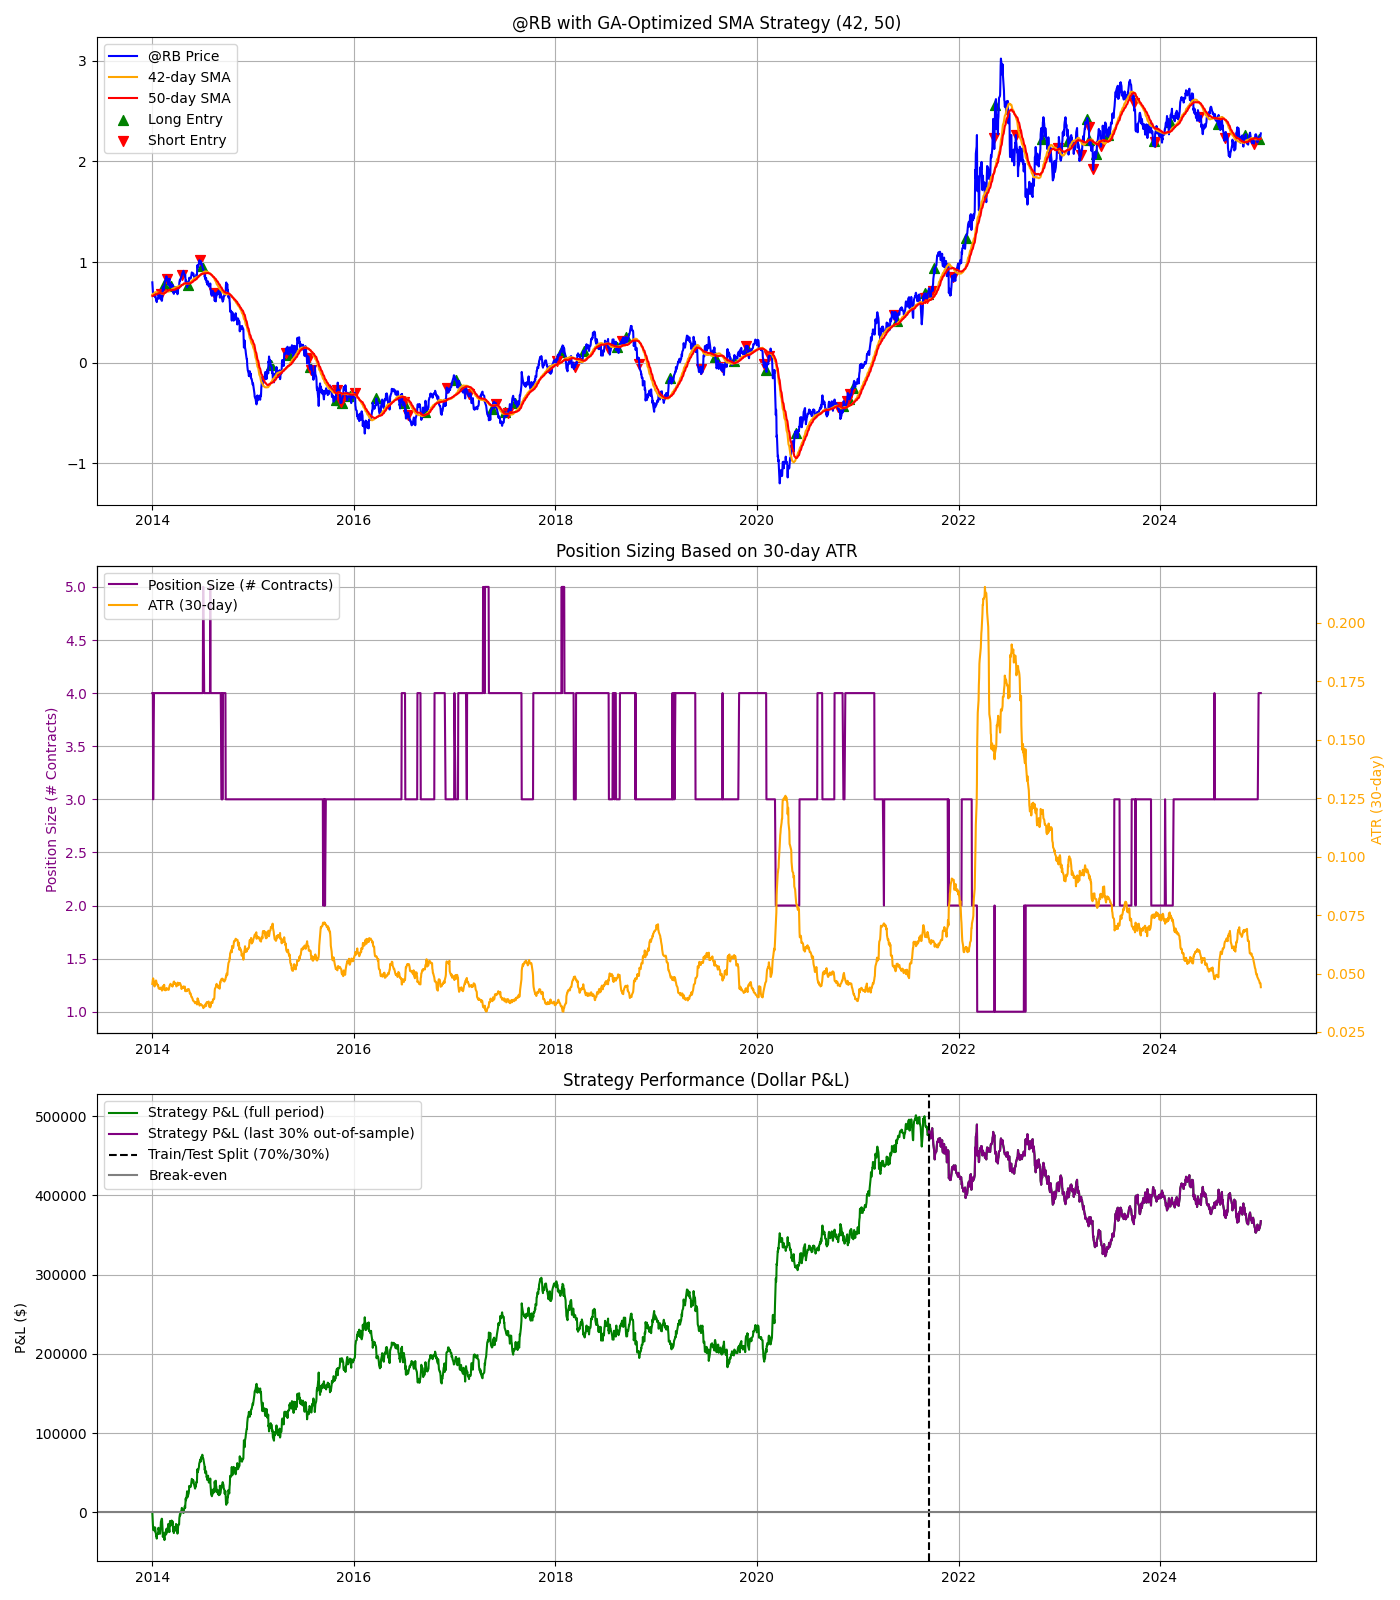 @RB with GA-Optimized SMA Strategy (42, 50)
@RB Price
42-day SMA
50-day SMA
Long Entry
Short Entry
3
2
1
0
−1
2014 2016 2018 2020 2022 2024
Position Sizing Based on 30-day ATR
Position Size (# Contracts)
ATR (30-day)
Position Size (# Contracts)
5.0
4.5
4.0
3.5
3.0
2.5
2.0
1.5
1.0
0.200
0.175
0.150
0.125
0.100
0.075
0.050
0.025
ATR (30-day)
2014 2016 2018 2020 2022 2024
Strategy Performance (Dollar P&L)
Strategy P&L (full period)
Strategy P&L (last 30% out-of-sample)
Train/Test Split (70%/30%)
Break-even
P&L ($)
500000
400000
300000
200000
100000
0
2014 2016 2018 2020 2022 2024